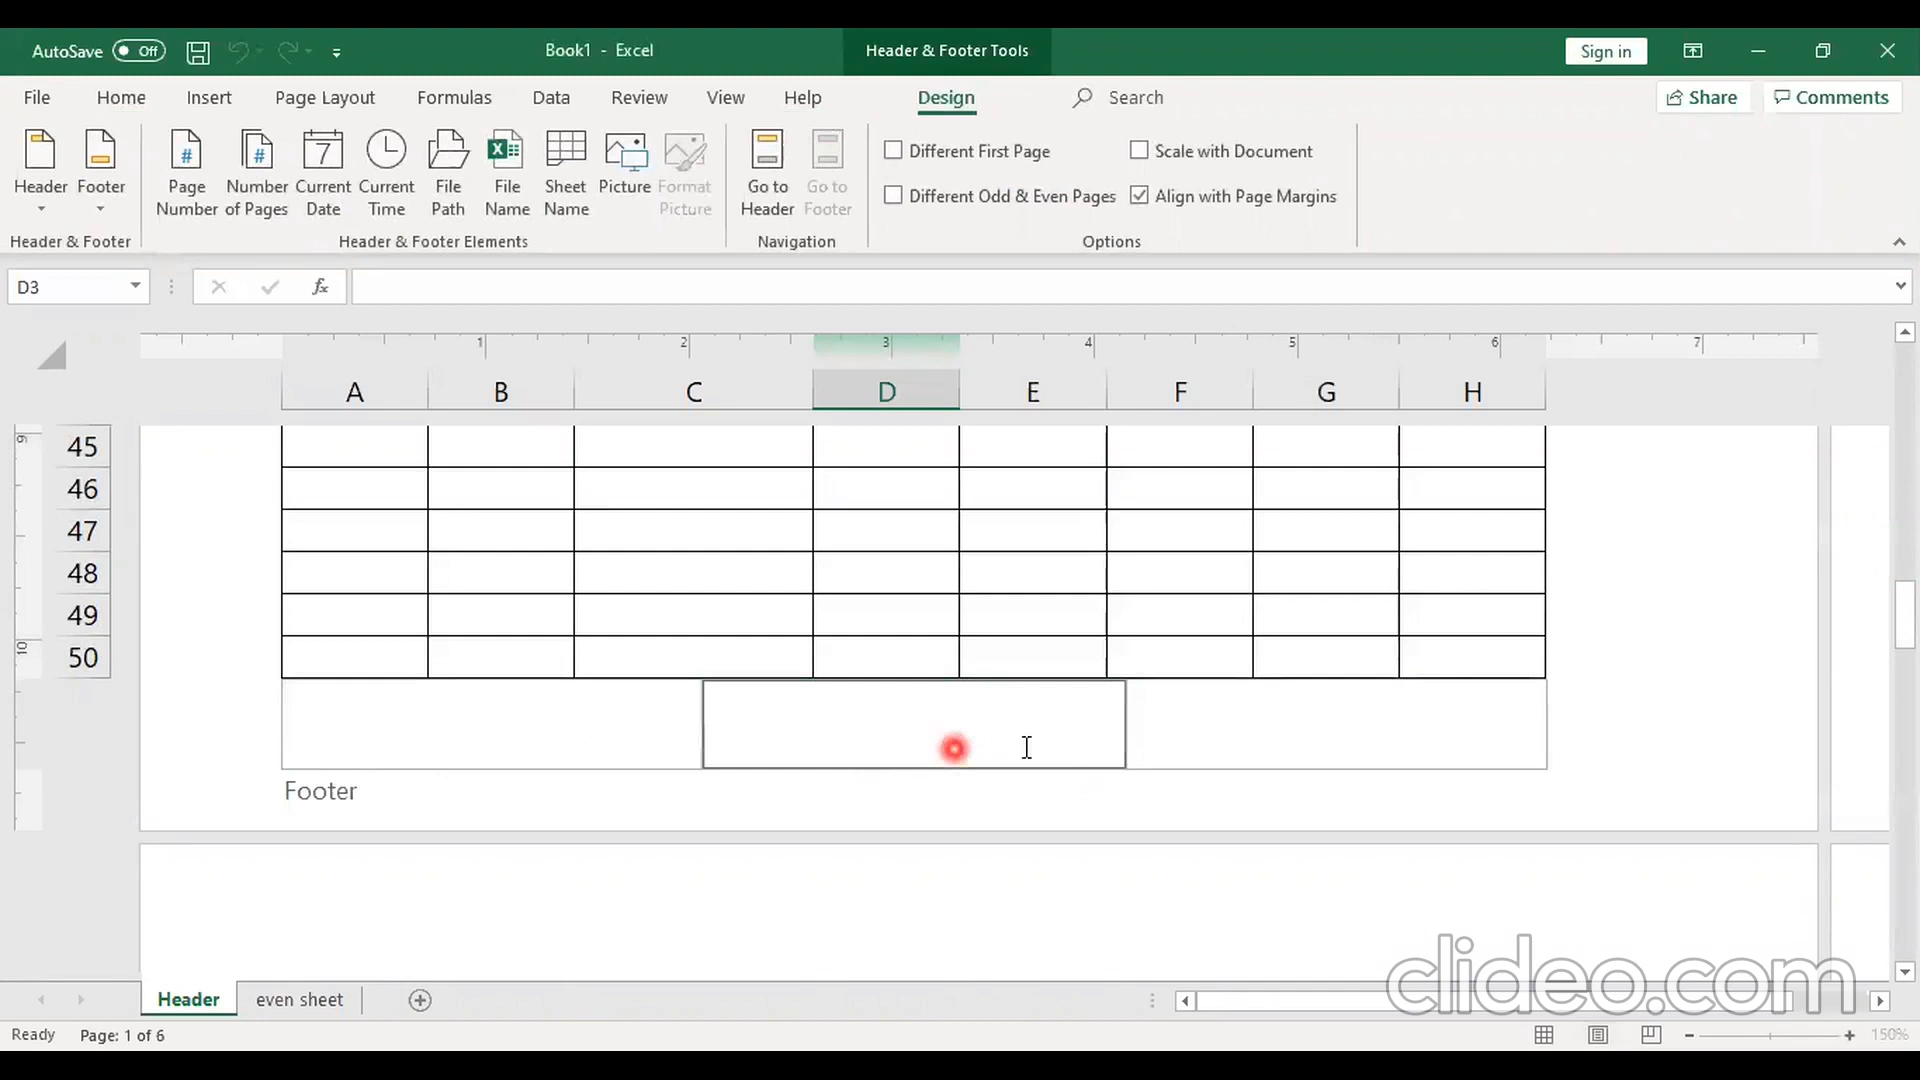 AutoSave Off
Book1 - Excel
Header & Footer Tools
Sign in
File Home Insert Page Layout Formulas Data Review View Help Design Search Share Comments
Header
Footer
Page Number
Number of Pages
Current Date
Current Time
File Path
File Name
Sheet Name
Picture
Format Picture
Go to Header
Go to Footer
Different First Page
Different Odd & Even Pages
Scale with Document
Align with Page Margins
Header & Footer
Header & Footer Elements
Navigation
Options
D3
fx
1 2 3 4 5 6 7
A B C D E F G H
9
45
46
47
48
49
10
50
Footer
clideo.com
Header even sheet
Ready Page: 1 of 6
150%